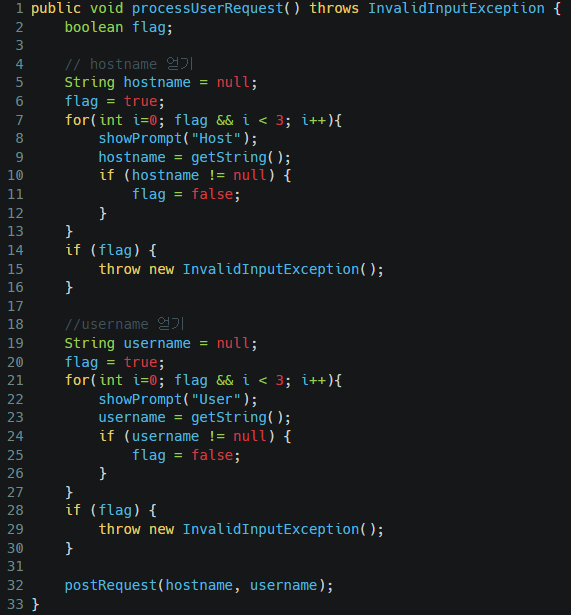 1 public void processUserRequest() throws InvalidInputException {
2 boolean flag;
3
4 // hostname 얻기
5 String hostname = null;
6 flag = true;
7 for(int i=0; flag && i < 3; i++){
8 showPrompt("Host");
9 hostname = getString();
10 if (hostname != null) {
11 flag = false;
12 }
13 }
14 if (flag) {
15 throw new InvalidInputException();
16 }
17
18 //username 얻기
19 String username = null;
20 flag = true;
21 for(int i=0; flag && i < 3; i++){
22 showPrompt("User");
23 username = getString();
24 if (username != null) {
25 flag = false;
26 }
27 }
28 if (flag) {
29 throw new InvalidInputException();
30 }
31
32 postRequest(hostname, username);
33 }